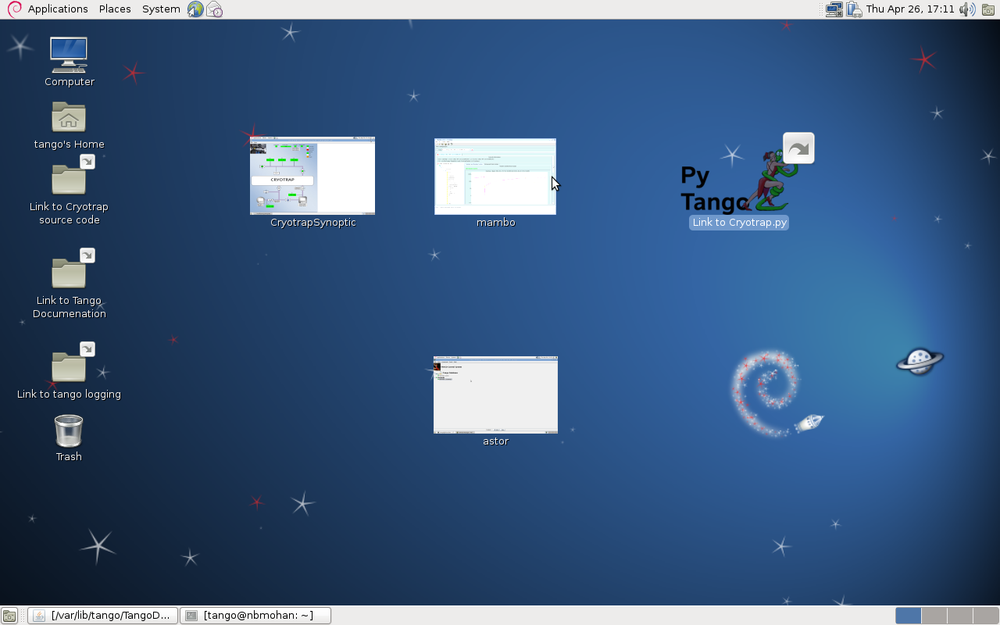 Applications Places System
Thu Apr 26, 17:11
Computer
tango's Home
Link to Cryotrap
source code
Link to Tango
Documenation
Link to tango logging
Trash
CRYOTRAP
CryotrapSynoptic
mambo
Py
Tango
Link to Cryotrap.py
astor
[/var/lib/tango/TangoD...
[tango@nbmohan: ~]